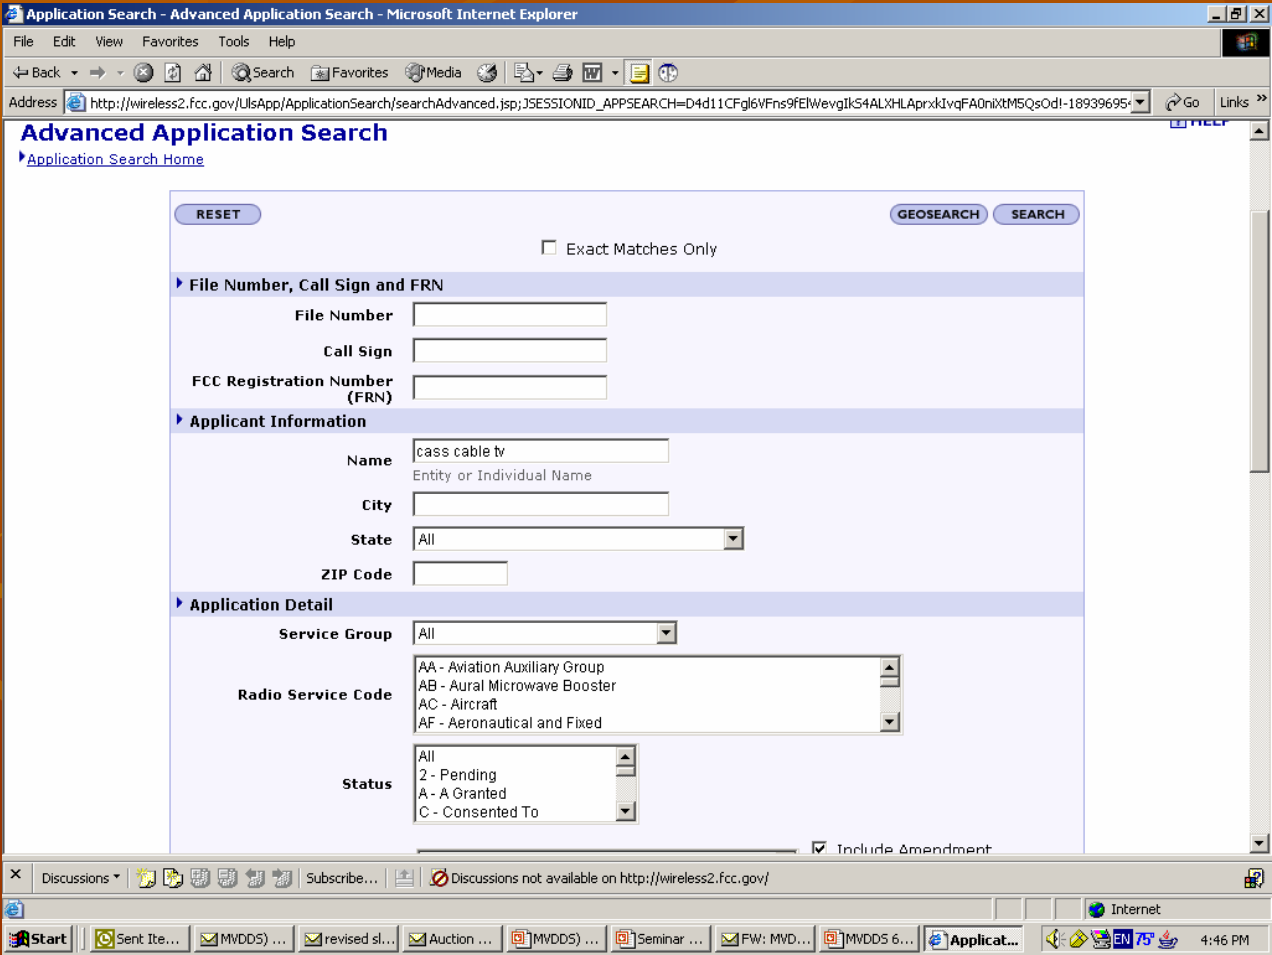 Application Search - Advanced Application Search - Microsoft Internet Explorer
File Edit View Favorites Tools Help
Back Search Favorites Media
Address http://wireless2.fcc.gov/UlsApp/ApplicationSearch/searchAdvanced.jsp;JSESSIONID_APPSEARCH= Go Links »
Advanced Application Search
HELP
Application Search Home
RESET GEOSEARCH SEARCH
Exact Matches Only
File Number, Call Sign and FRN
File Number
Call Sign
FCC Registration Number
(FRN)
Applicant Information
Name cass cable tv
Entity or Individual Name
City
State All
ZIP Code
Application Detail
Service Group All
Radio Service Code
AA - Aviation Auxiliary Group
AB - Aural Microwave Booster
AC - Aircraft
AF - Aeronautical and Fixed
Status
All
2 - Pending
A - A Granted
C - Consented To
Include Amendment
Discussions Subscribe... Discussions not available on http://wireless2.fcc.gov/
Internet
Start Sent Ite... MVDDS) ... revised sl... Auction ... MVDDS) ... Seminar ... FW: MVD... MVDDS 6... Applicat... EN 75° 4:46 PM